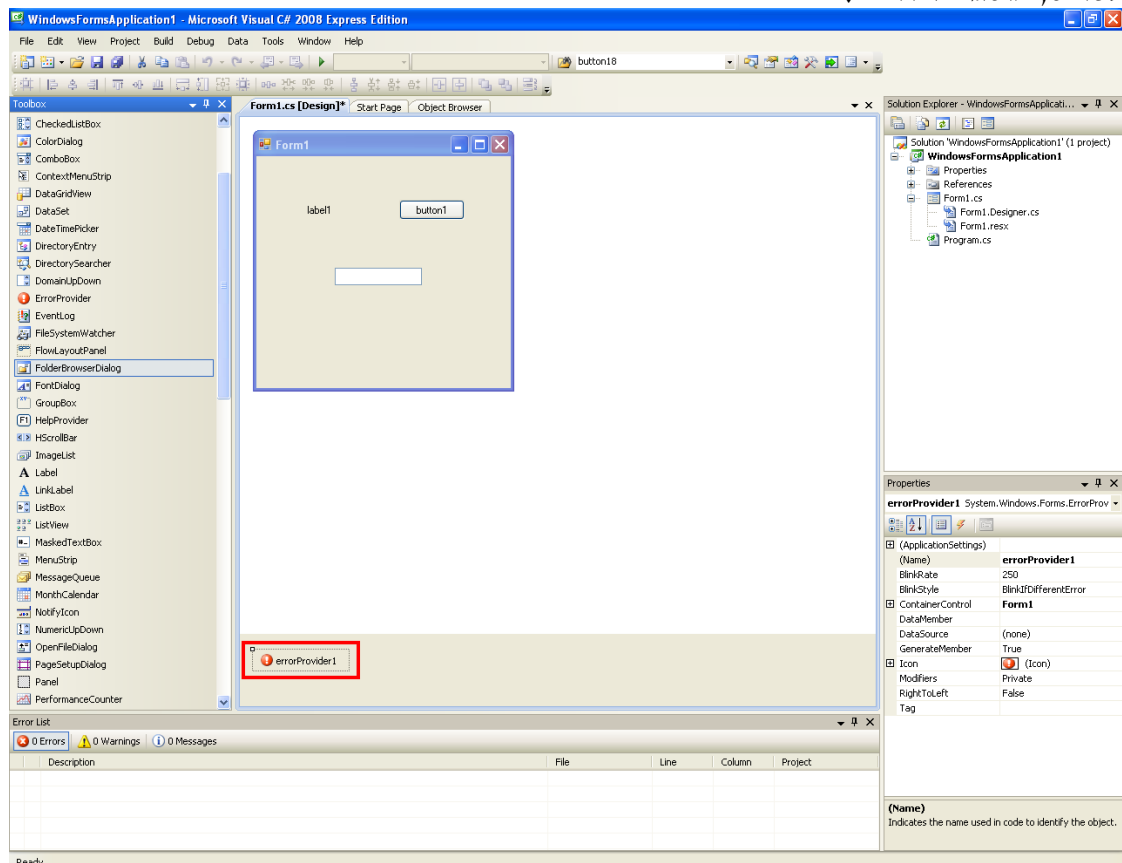 WindowsFormsApplication1 - Microsoft Visual C# 2008 Express Edition
File Edit View Project Build Debug Data Tools Window Help
button18
Toolbox
CheckedListBox
ColorDialog
ComboBox
ContextMenuStrip
DataGridView
DataSet
DateTimePicker
DirectoryEntry
DirectorySearcher
DomainUpDown
ErrorProvider
EventLog
FileSystemWatcher
FlowLayoutPanel
FolderBrowserDialog
FontDialog
GroupBox
HelpProvider
HScrollBar
ImageList
Label
LinkLabel
ListBox
ListView
MaskedTextBox
MenuStrip
MessageQueue
MonthCalendar
NotifyIcon
NumericUpDown
OpenFileDialog
PageSetupDialog
Panel
PerformanceCounter
Form1.cs [Design]* Start Page Object Browser
Form1
label1 button1
errorProvider1
Solution Explorer - WindowsFormsApplicati...
Solution 'WindowsFormsApplication1' (1 project)
WindowsFormsApplication1
Properties
References
Form1.cs
Form1.Designer.cs
Form1.resx
Program.cs
Properties
errorProvider1 System.Windows.Forms.ErrorProv
(ApplicationSettings)
(Name) errorProvider1
BlinkRate 250
BlinkStyle BlinkIfDifferentError
ContainerControl Form1
DataMember
DataSource (none)
GenerateMember True
Icon (Icon)
Modifiers Private
RightToLeft False
Tag
(Name)
Indicates the name used in code to identify the object.
Error List
0 Errors 0 Warnings 0 Messages
Description File Line Column Project
Ready